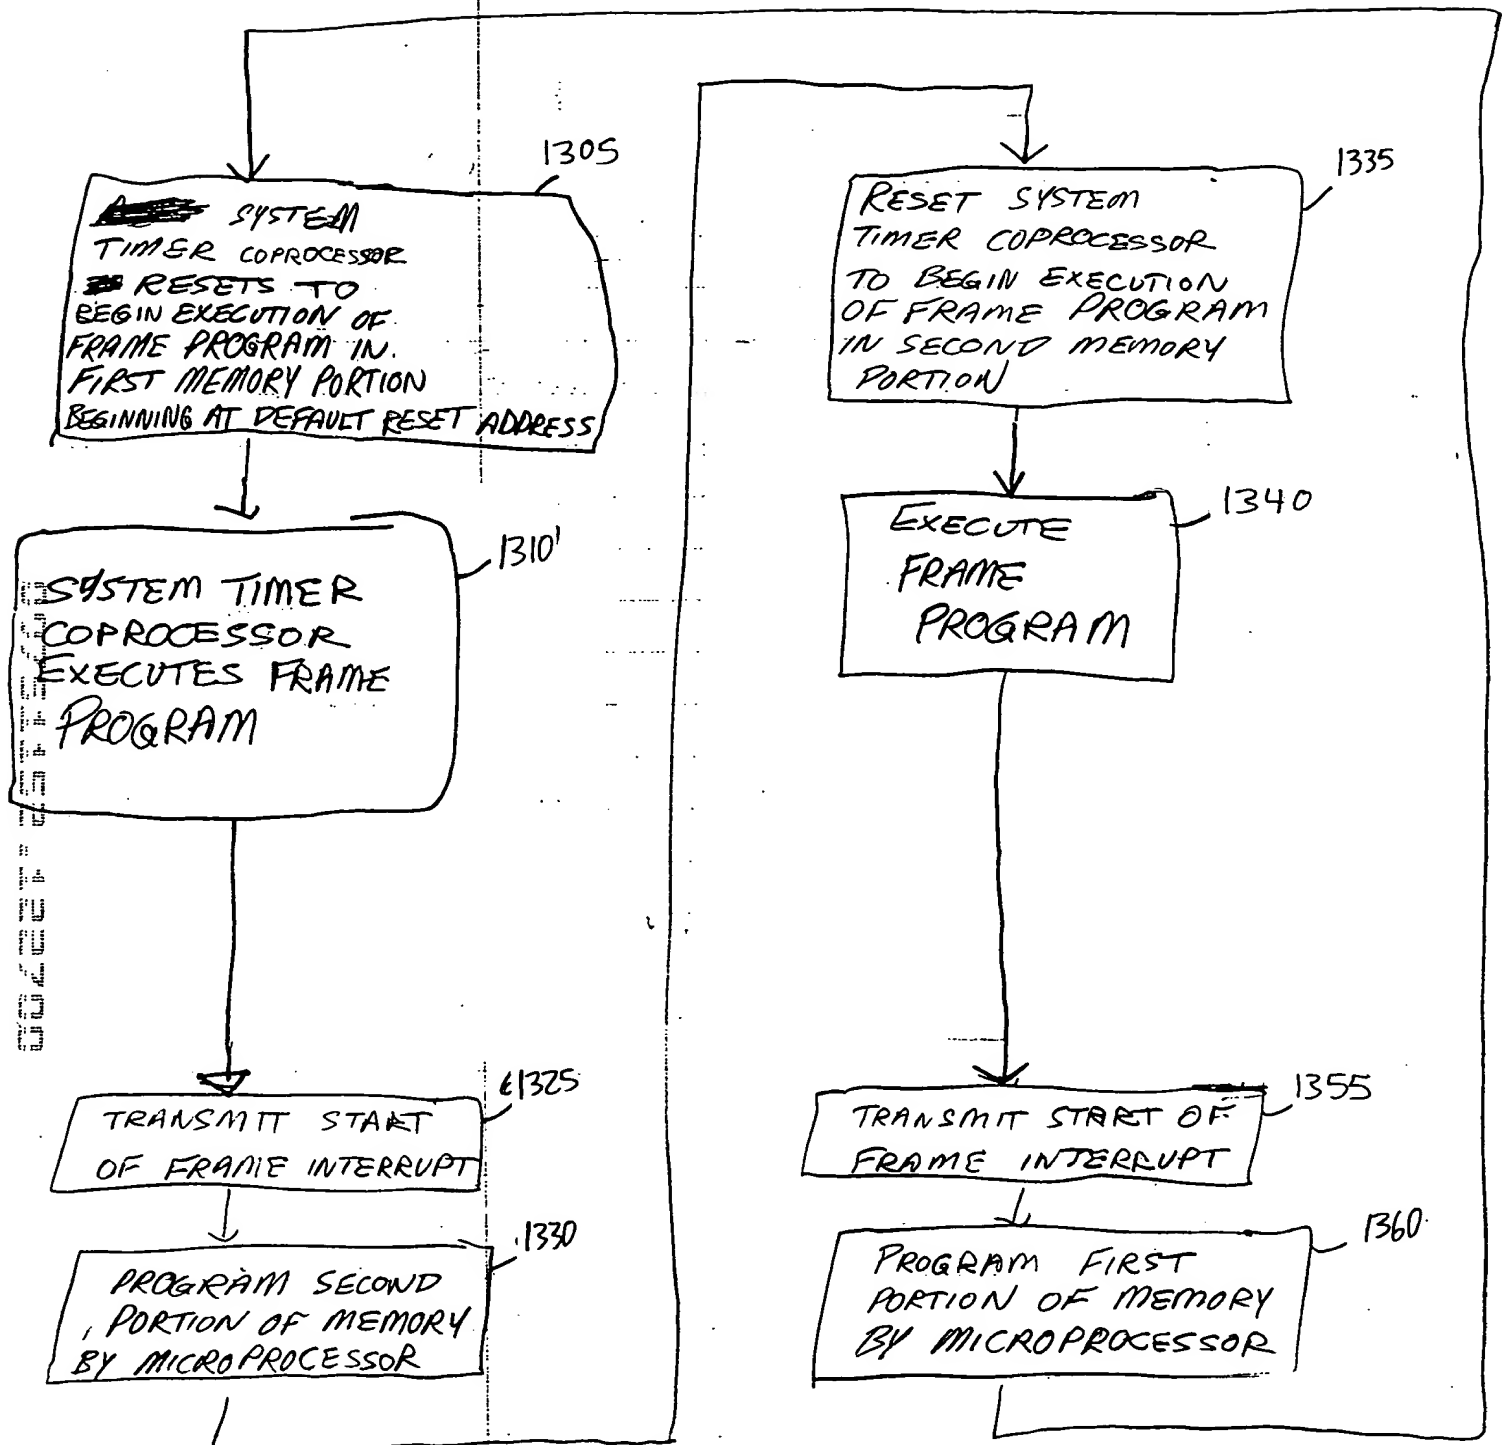 1305
SYSTEM
TIMER COPROCESSOR
RESETS TO
BEGIN EXECUTION OF
FRAME PROGRAM IN.
FIRST MEMORY PORTION
BEGINNING AT DEFAULT RESET ADDRESS
1310'
SYSTEM TIMER
COPROCESSOR
EXECUTES FRAME
PROGRAM
1325
TRANSMIT START
OF FRAME INTERRUPT
1330
PROGRAM SECOND
PORTION OF MEMORY
BY MICROPROCESSOR
1335
RESET SYSTEM
TIMER COPROCESSOR
TO BEGIN EXECUTION
OF FRAME PROGRAM
IN SECOND MEMORY
PORTION
1340
EXECUTE
FRAME
PROGRAM
1355
TRANSMIT START OF
FRAME INTERRUPT
1360
PROGRAM FIRST
PORTION OF MEMORY
BY MICROPROCESSOR